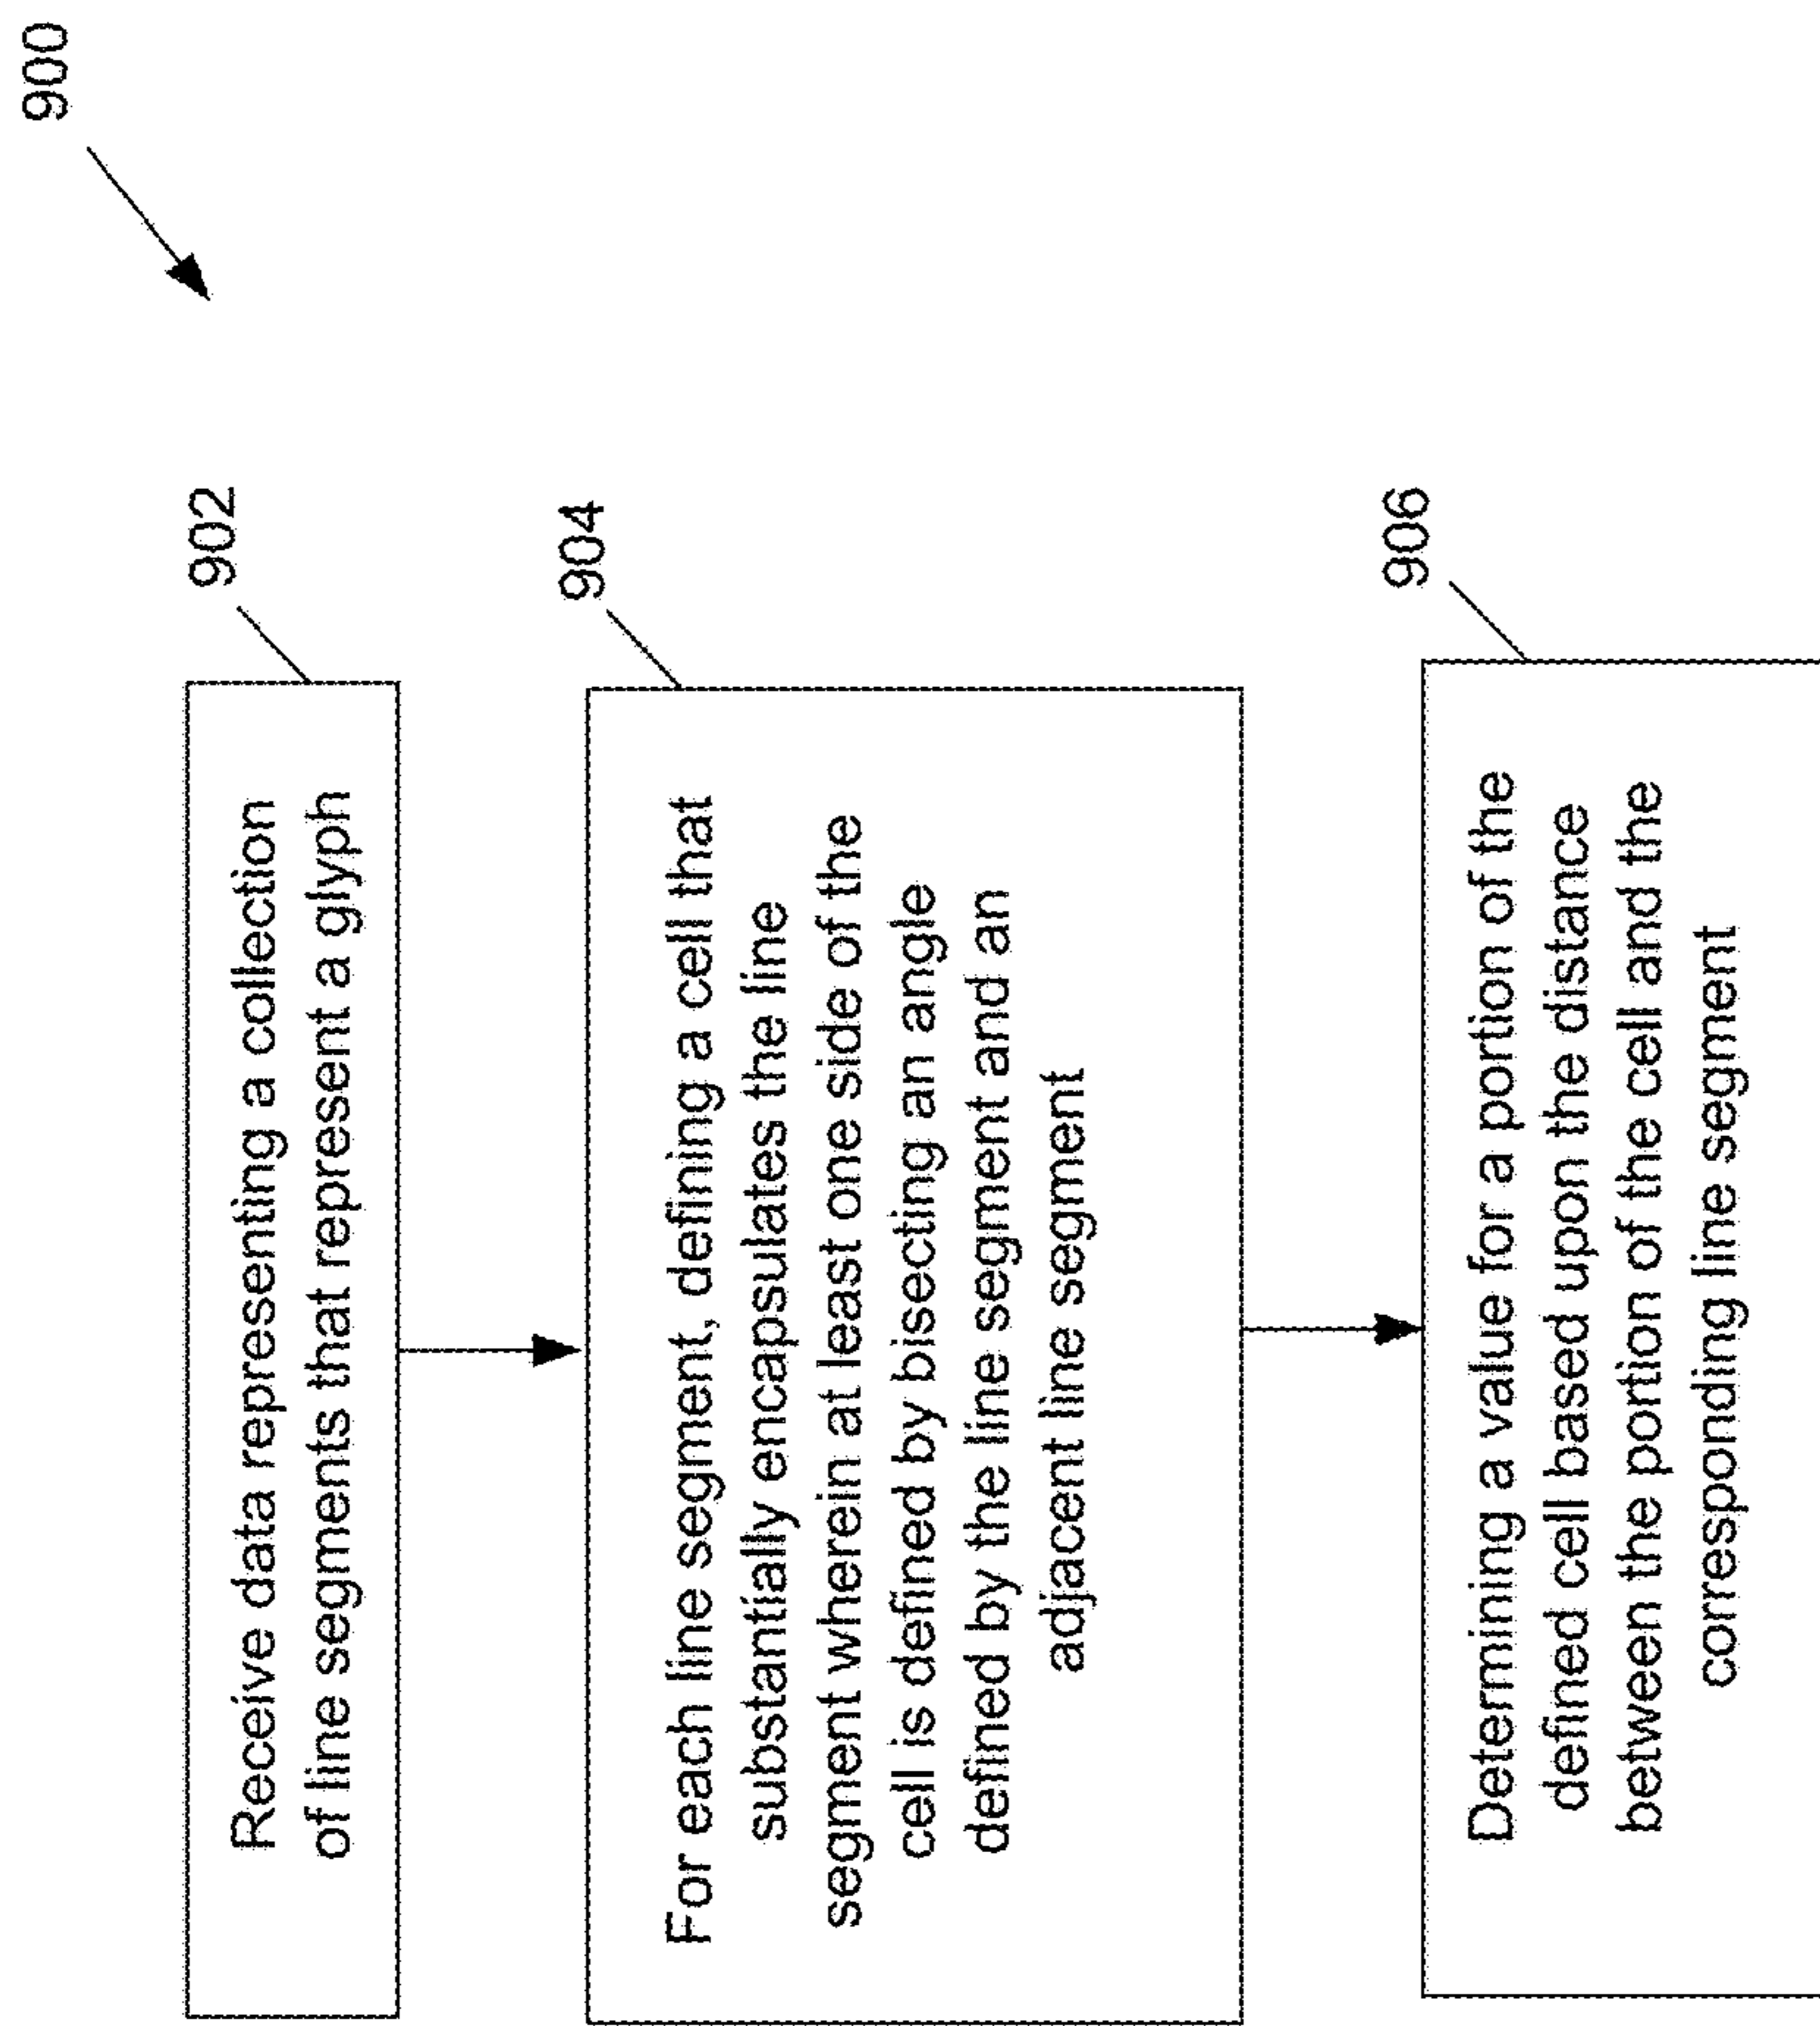 900
902
Receive data representing a collection
of line segments that represent a glyph
904
For each line segment, defining a cell that
substantially encapsulates the line
segment wherein at least one side of the
cell is defined by bisecting an angle
defined by the line segment and an
adjacent line segment
906
Determining a value for a portion of the
defined cell based upon the distance
between the portion of the cell and the
corresponding line segment